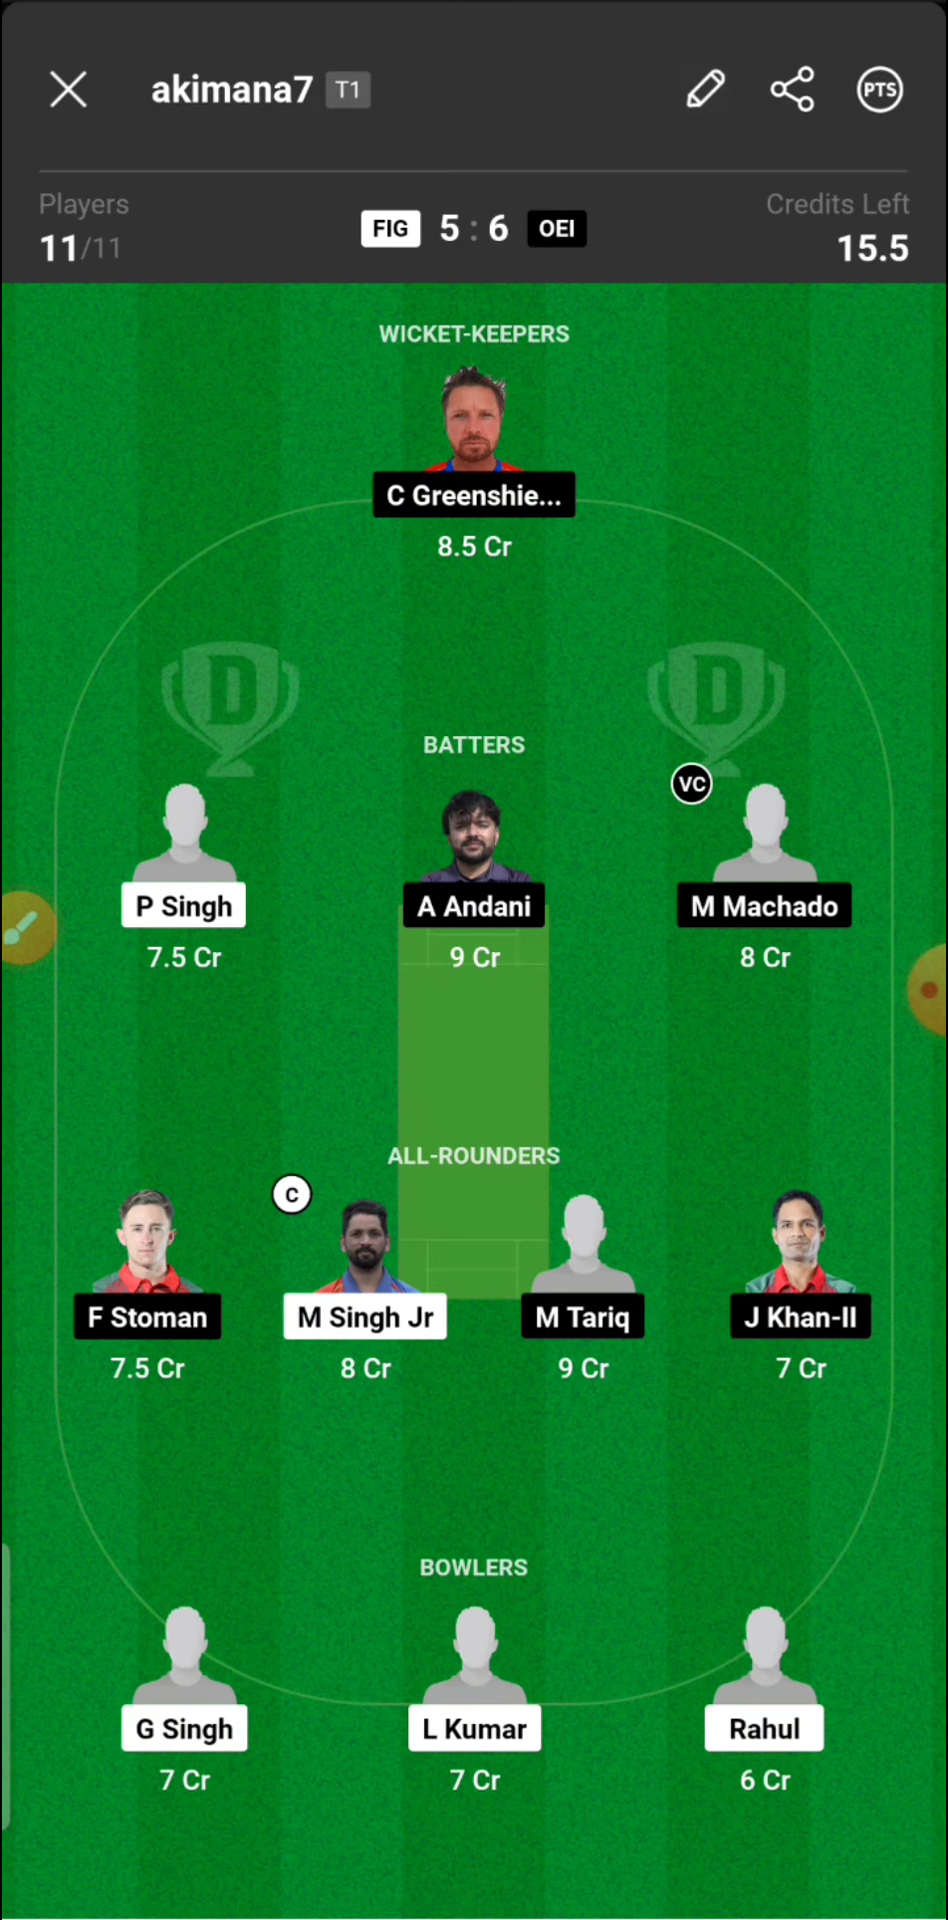 akimana7 T1 PTS
Players Credits Left
11/11 FIG 5 : 6 OEI 15.5
WICKET-KEEPERS
C Greenshie...
8.5 Cr
D D
BATTERS
VC
P Singh A Andani M Machado
7.5 Cr 9 Cr 8 Cr
ALL-ROUNDERS
C
F Stoman M Singh Jr M Tariq J Khan-II
7.5 Cr 8 Cr 9 Cr 7 Cr
BOWLERS
G Singh L Kumar Rahul
7 Cr 7 Cr 6 Cr